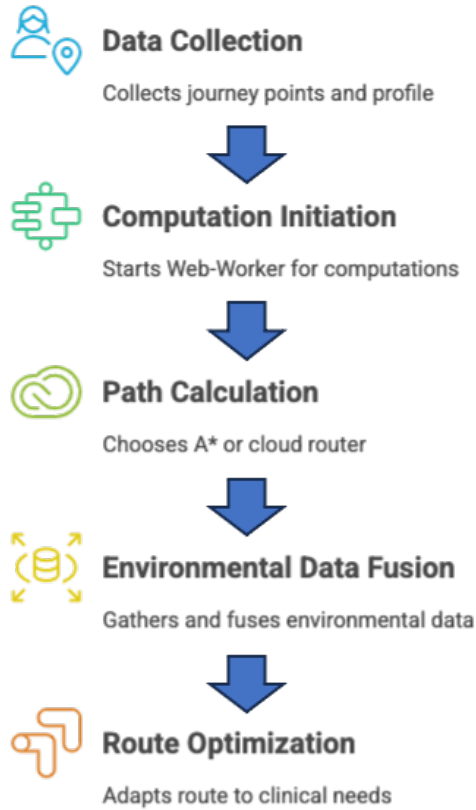 Data Collection
Collects journey points and profile
Computation Initiation
Starts Web-Worker for computations
Path Calculation
Chooses A* or cloud router
Environmental Data Fusion
Gathers and fuses environmental data
Route Optimization
Adapts route to clinical needs